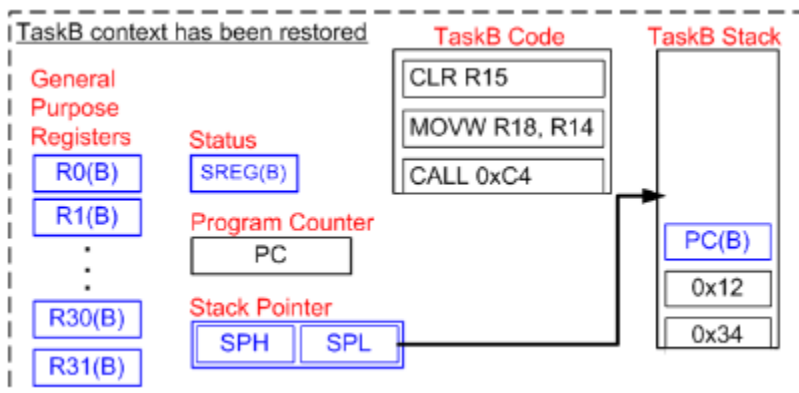 TaskB context has been restored
TaskB Code
TaskB Stack
General
Purpose
Registers
Status
CLR R15
MOVW R18, R14
CALL 0xC4
R0(B)
SREG(B)
R1(B)
Program Counter
PC
PC(B)
0x12
0x34
R30(B)
Stack Pointer
SPH
SPL
R31(B)